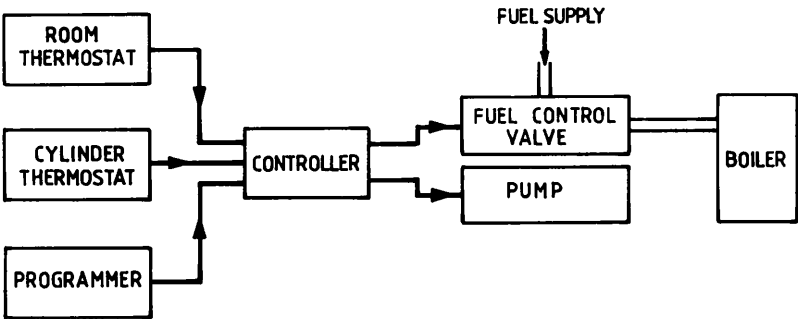 ROOM
THERMOSTAT
CYLINDER
THERMOSTAT
PROGRAMMER
CONTROLLER
FUEL SUPPLY
FUEL CONTROL
VALVE
PUMP
BOILER